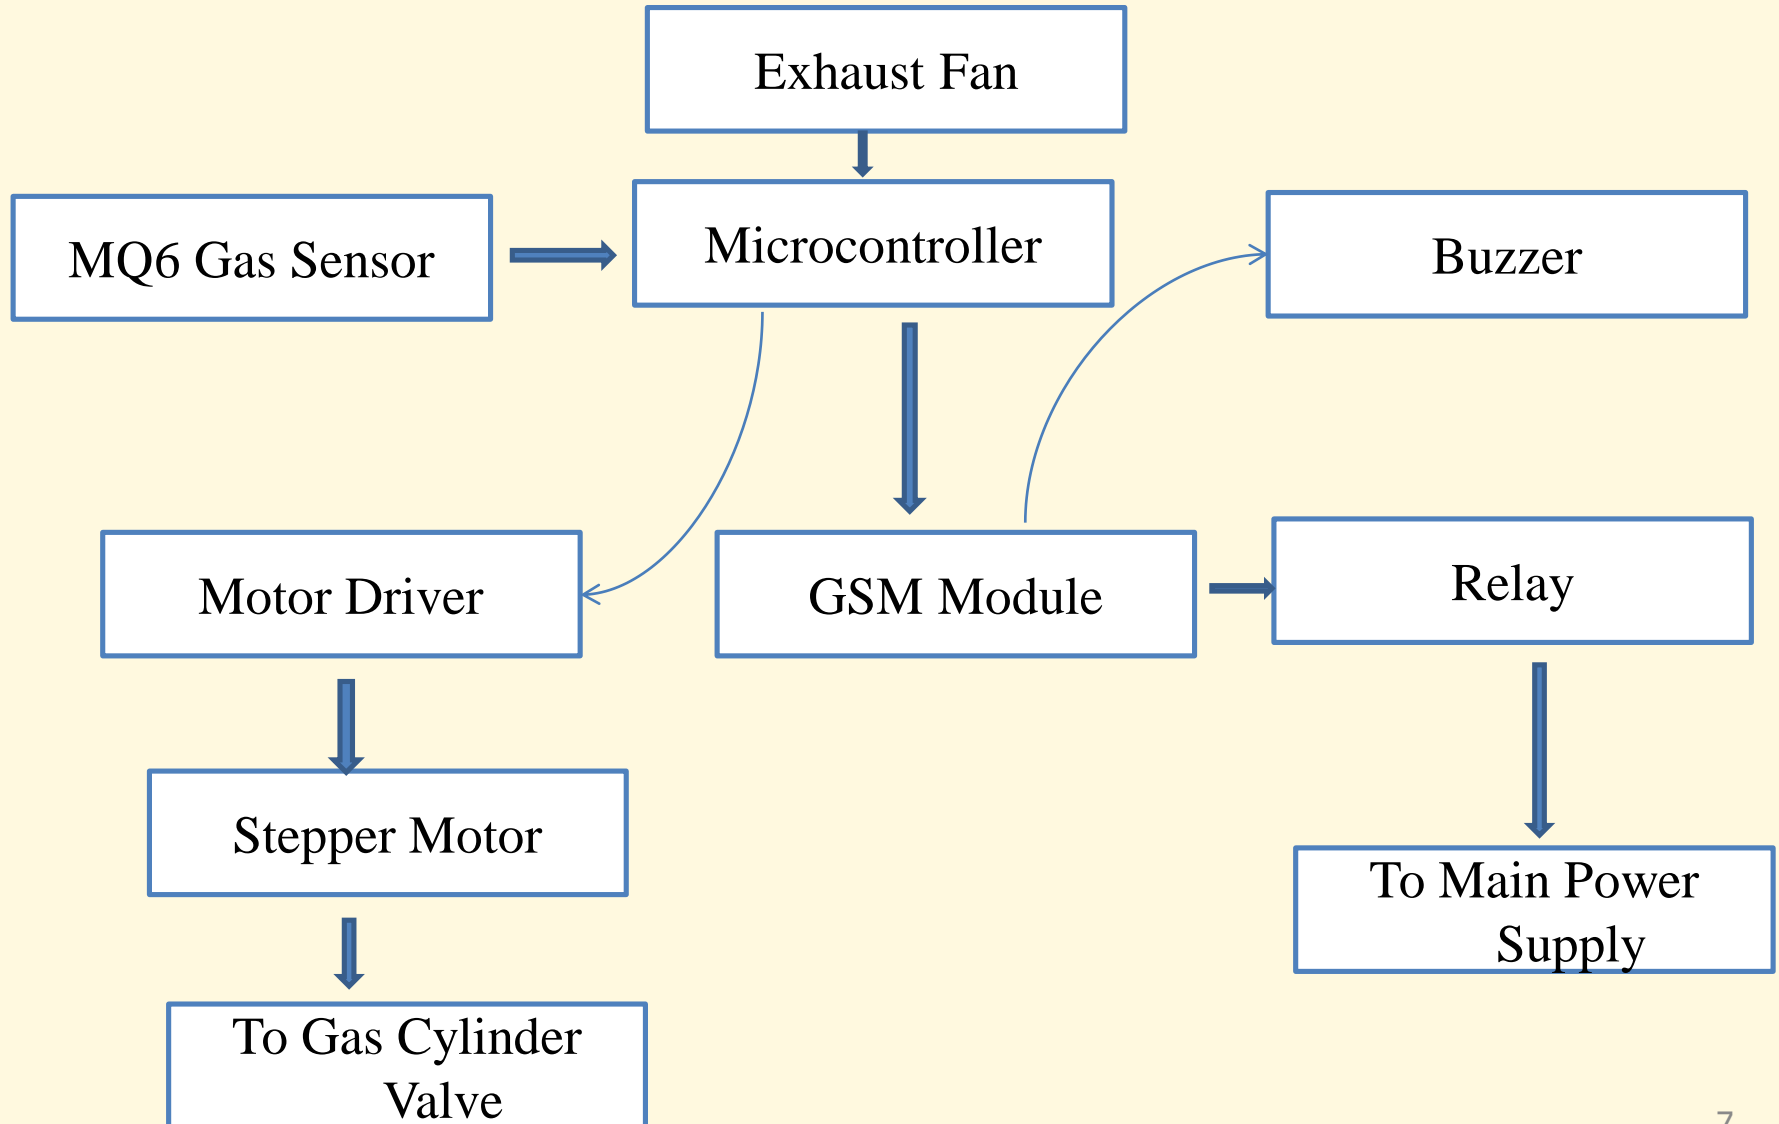 Exhaust Fan
MQ6 Gas Sensor
Microcontroller
Buzzer
Motor Driver
GSM Module
Relay
Stepper Motor
To Main Power
Supply
To Gas Cylinder
Valve
7